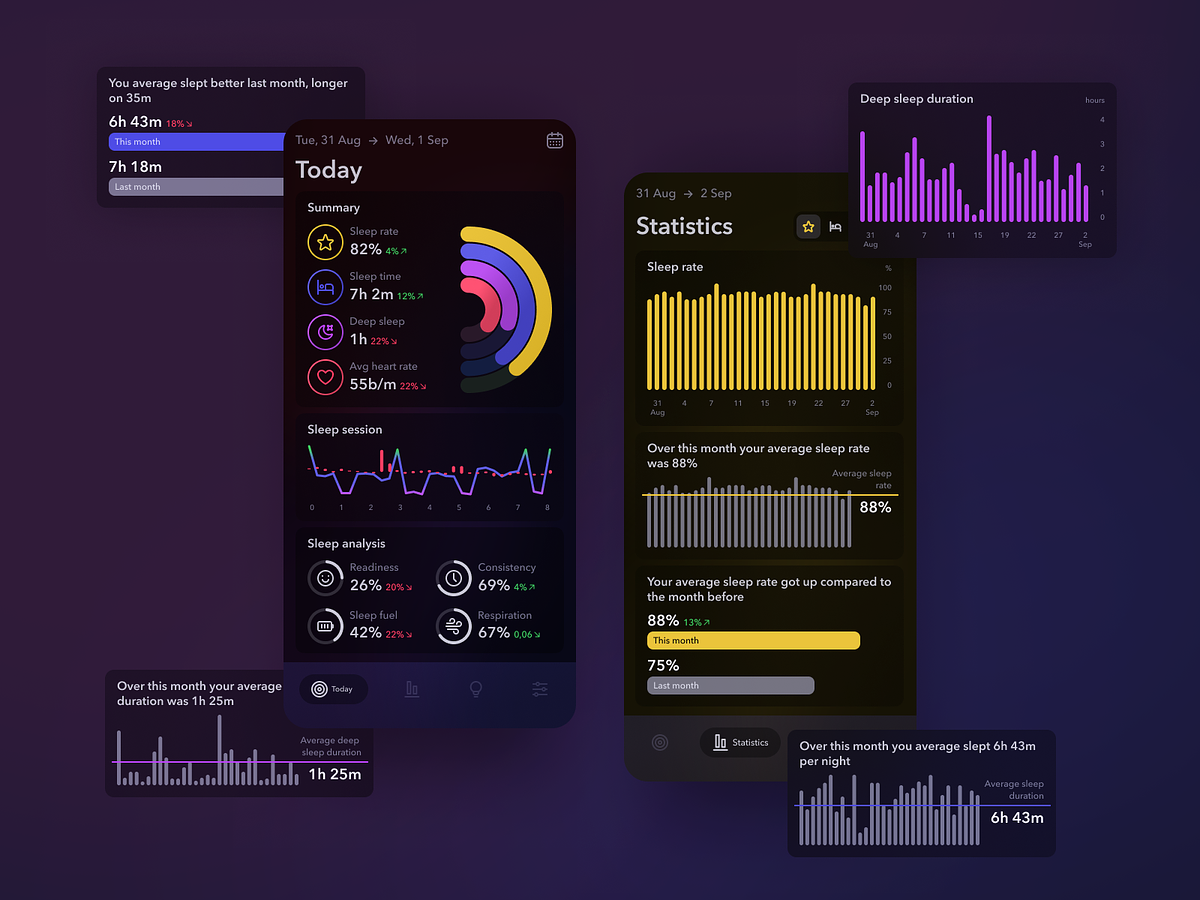 You average slept better last month, longer
on 35m
6h 43m 18%↘
This month
7h 18m
Last month
Tue, 31 Aug → Wed, 1 Sep
Today
Summary
Sleep rate
82% 4%↗
Sleep time
7h 2m 12%↗
Deep sleep
1h 22%↘
Avg heart rate
55b/m 22%↘
Sleep session
0 1 2 3 4 5 6 7 8
Sleep analysis
Readiness
26% 20%↘
Consistency
69% 4%↗
Sleep fuel
42% 22%↘
Respiration
67% 0,06↘
Today
Over this month your average
duration was 1h 25m
Average deep
sleep duration
1h 25m
31 Aug → 2 Sep
Statistics
Sleep rate
%
100
75
50
25
0
31 4 7 11 15 19 22 27 2
Aug Sep
Over this month your average sleep rate
was 88%
Average sleep
rate
88%
Your average sleep rate got up compared to
the month before
88% 13%↗
This month
75%
Last month
Statistics
Deep sleep duration
hours
4
3
2
1
0
31 4 7 11 15 19 22 27 2
Aug Sep
Over this month you average slept 6h 43m
per night
Average sleep
duration
6h 43m